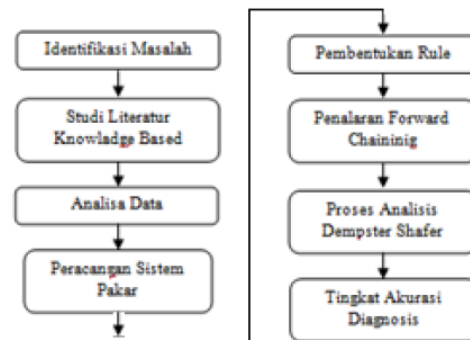 Identifikasi Masalah
Studi Literatur
Knowladge Based
Analisa Data
Peracangan Sistem
Pakar
Pembentukan Rule
Penalaran Forward
Chaininig
Proses Analisis
Dempster Shafer
Tingkat Akurasi
Diagnosis